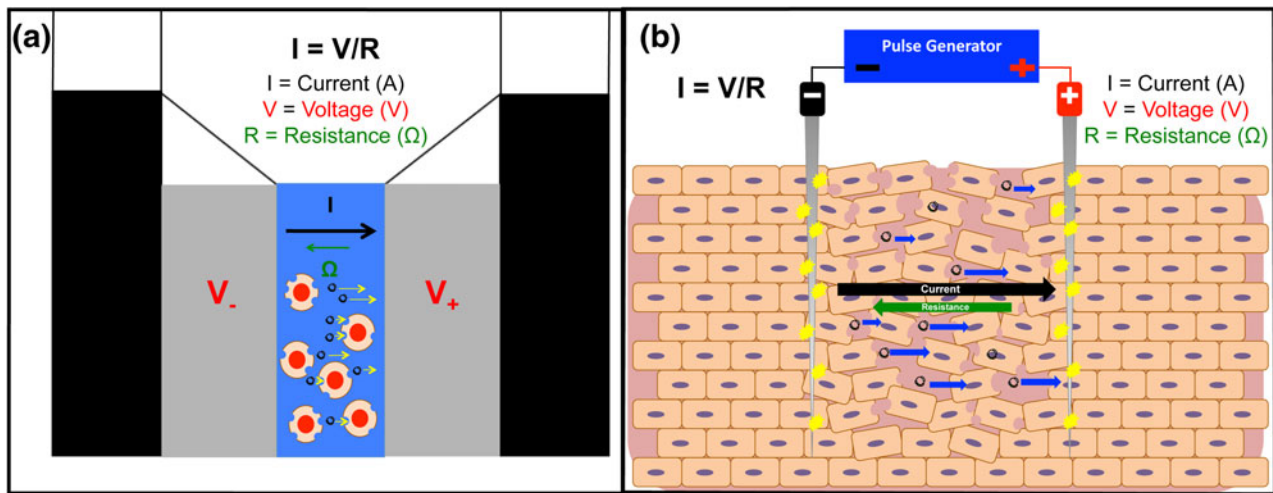 (a)
I = V/R
I = Current (A)
V = Voltage (V)
R = Resistance (Ω)
I
Ω
V-
V+
(b)
Pulse Generator
- +
- +
I = V/R
I = Current (A)
V = Voltage (V)
R = Resistance (Ω)
Current
Resistance